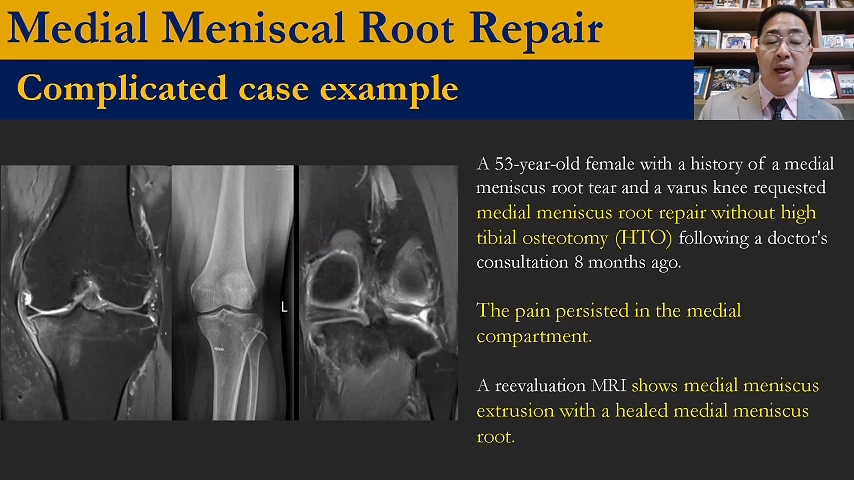 Medial Meniscal Root Repair
Complicated case example
A 53-year-old female with a history of a medial
meniscus root tear and a varus knee requested
medial meniscus root repair without high
tibial osteotomy (HTO) following a doctor's
consultation 8 months ago.
The pain persisted in the medial
compartment.
A reevaluation MRI shows medial meniscus
extrusion with a healed medial meniscus
root.
L